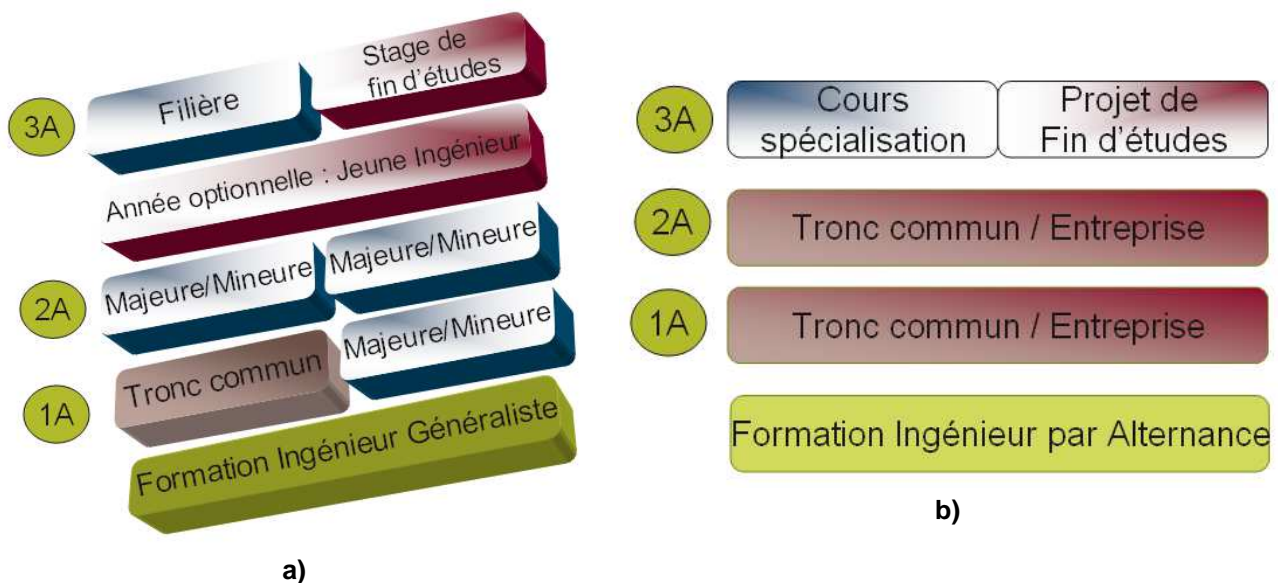 3A
Filière
Stage de
fin d'études
Année optionnelle : Jeune Ingénieur
2A
Majeure/Mineure
Majeure/Mineure
1A
Tronc commun
Majeure/Mineure
Formation Ingénieur Généraliste
a)
3A
Cours
spécialisation
Projet de
Fin d'études
2A
Tronc commun / Entreprise
1A
Tronc commun / Entreprise
Formation Ingénieur par Alternance
b)